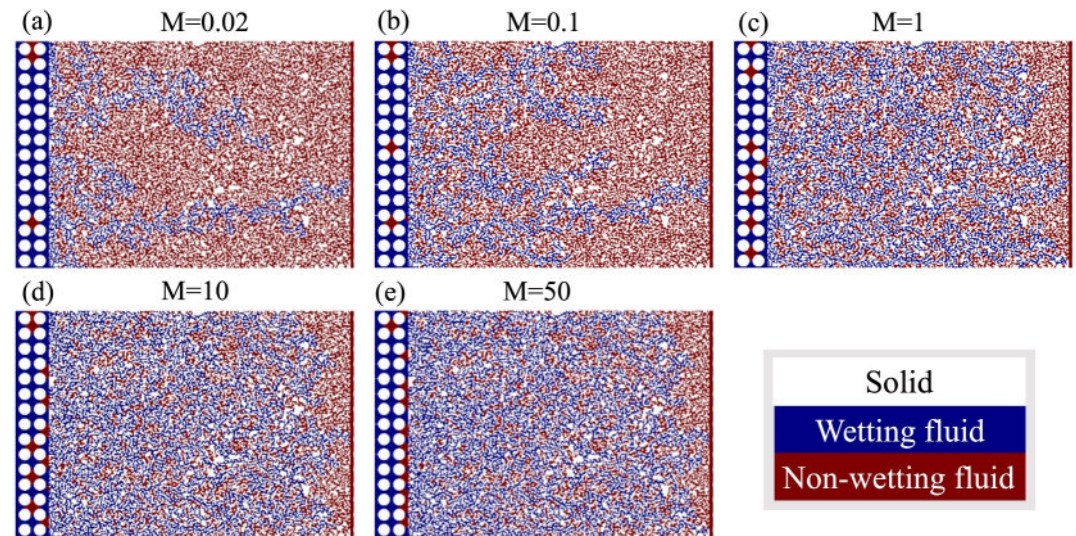 (a) M=0.02
(b) M=0.1
(c) M=1
(d) M=10
(e) M=50
Solid
Wetting fluid
Non-wetting fluid